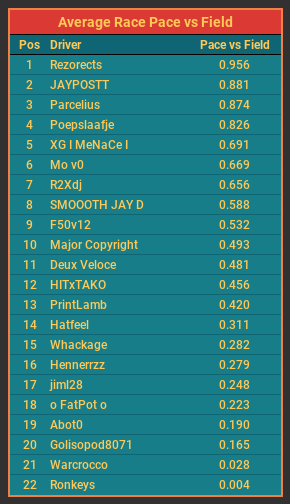 Average Race Pace vs Field
Pos Driver Pace vs Field
1 Rezorects 0.956
2 JAYPOSTT 0.881
3 Parcelius 0.874
4 Poepslaafje 0.826
5 XG I MeNaCe I 0.691
6 Mo v0 0.669
7 R2Xdj 0.656
8 SMOOOTH JAY D 0.588
9 F50v12 0.532
10 Major Copyright 0.493
11 Deux Veloce 0.481
12 HITxTAKO 0.456
13 PrintLamb 0.420
14 Hatfeel 0.311
15 Whackage 0.282
16 Hennerrzz 0.279
17 jiml28 0.248
18 o FatPot o 0.223
19 Abot0 0.190
20 Golisopod8071 0.165
21 Warcrocco 0.028
22 Ronkeys 0.004